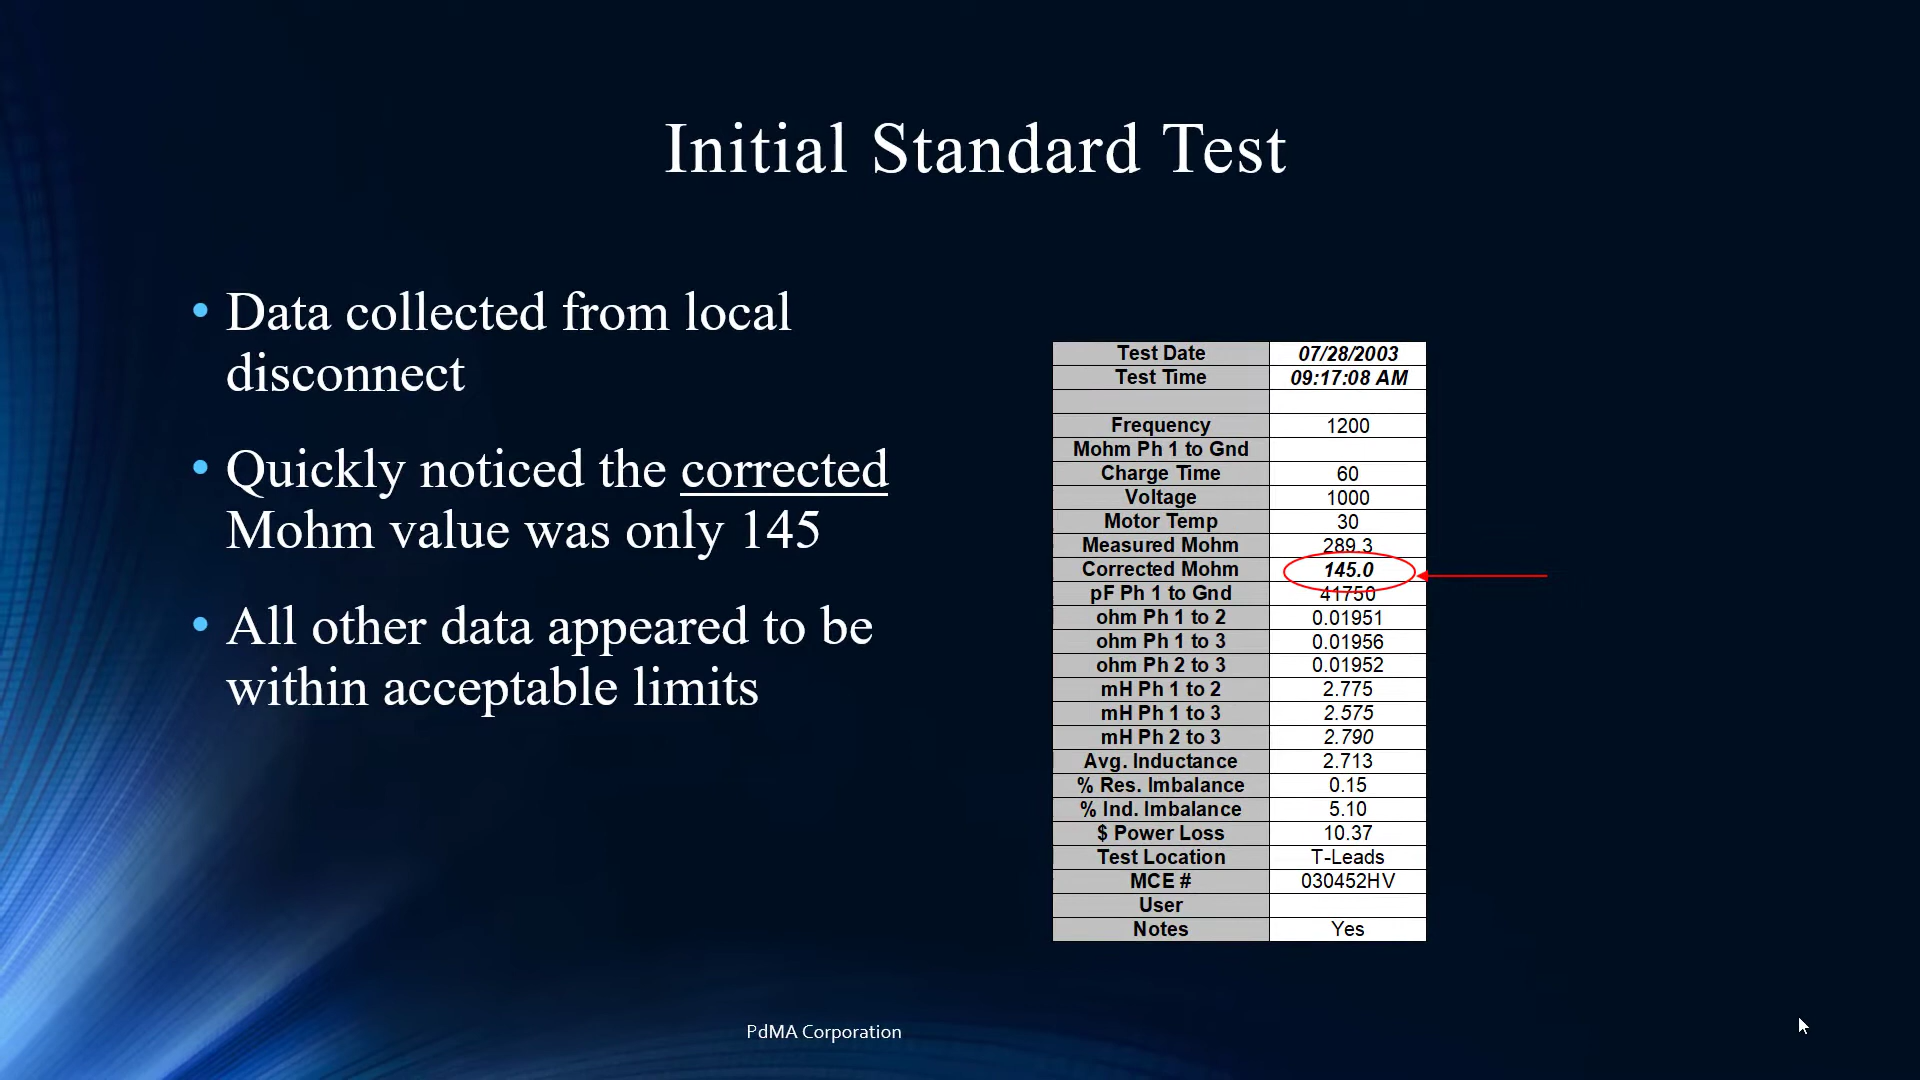 Initial Standard Test
• Data collected from local
disconnect
• Quickly noticed the corrected
Mohm value was only 145
• All other data appeared to be
within acceptable limits
Test Date 07/28/2003
Test Time 09:17:08 AM
Frequency 1200
Mohm Ph 1 to Gnd
Charge Time 60
Voltage 1000
Motor Temp 30
Measured Mohm 289.3
Corrected Mohm 145.0
pF Ph 1 to Gnd 41750
ohm Ph 1 to 2 0.01951
ohm Ph 1 to 3 0.01956
ohm Ph 2 to 3 0.01952
mH Ph 1 to 2 2.775
mH Ph 1 to 3 2.575
mH Ph 2 to 3 2.790
Avg. Inductance 2.713
% Res. Imbalance 0.15
% Ind. Imbalance 5.10
$ Power Loss 10.37
Test Location T-Leads
MCE # 030452HV
User
Notes Yes
PdMA Corporation